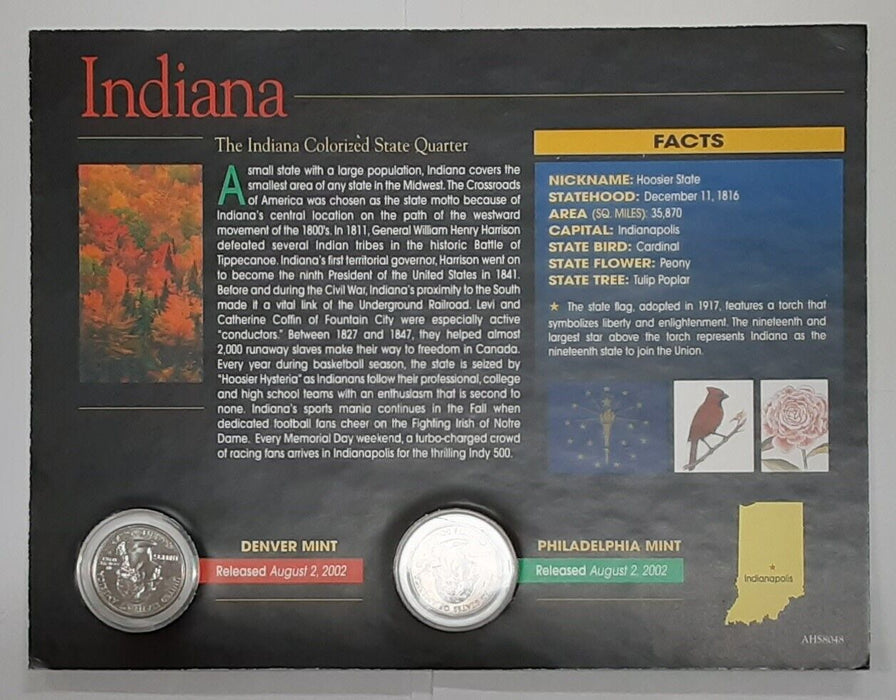 Indiana
The Indiana Colorized State Quarter
A small state with a large population, Indiana covers the
smallest area of any state in the Midwest. The Crossroads
of America was chosen as the state motto because of
Indiana's central location on the path of the westward
movement of the 1800's. In 1811, General William Henry Harrison
defeated several Indian tribes in the historic Battle of
Tippecanoe. Indiana's first territorial governor, Harrison went on
to become the ninth President of the United States in 1841.
Before and during the Civil War, Indiana's proximity to the South
made it a vital link of the Underground Railroad. Levi and
Catherine Coffin of Fountain City were especially active
"conductors." Between 1827 and 1847, they helped almost
2,000 runaway slaves make their way to freedom in Canada.
Every year during basketball season, the state is seized by
"Hoosier Hysteria" as Indianans follow their professional, college
and high school teams with an enthusiasm that is second to
none. Indiana's sports mania continues in the Fall when
dedicated football fans cheer on the Fighting Irish of Notre
Dame. Every Memorial Day weekend, a turbo-charged crowd
of racing fans arrives in Indianapolis for the thrilling Indy 500.
FACTS
NICKNAME: Hoosier State
STATEHOOD: December 11, 1816
AREA (SQ. MILES): 35,870
CAPITAL: Indianapolis
STATE BIRD: Cardinal
STATE FLOWER: Peony
STATE TREE: Tulip Poplar
★ The state flag, adopted in 1917, features a torch that
symbolizes liberty and enlightenment. The nineteenth and
largest star above the torch represents Indiana as the
nineteenth state to join the Union.
DENVER MINT
Released August 2, 2002
PHILADELPHIA MINT
Released August 2, 2002
Indianapolis
AHS8048